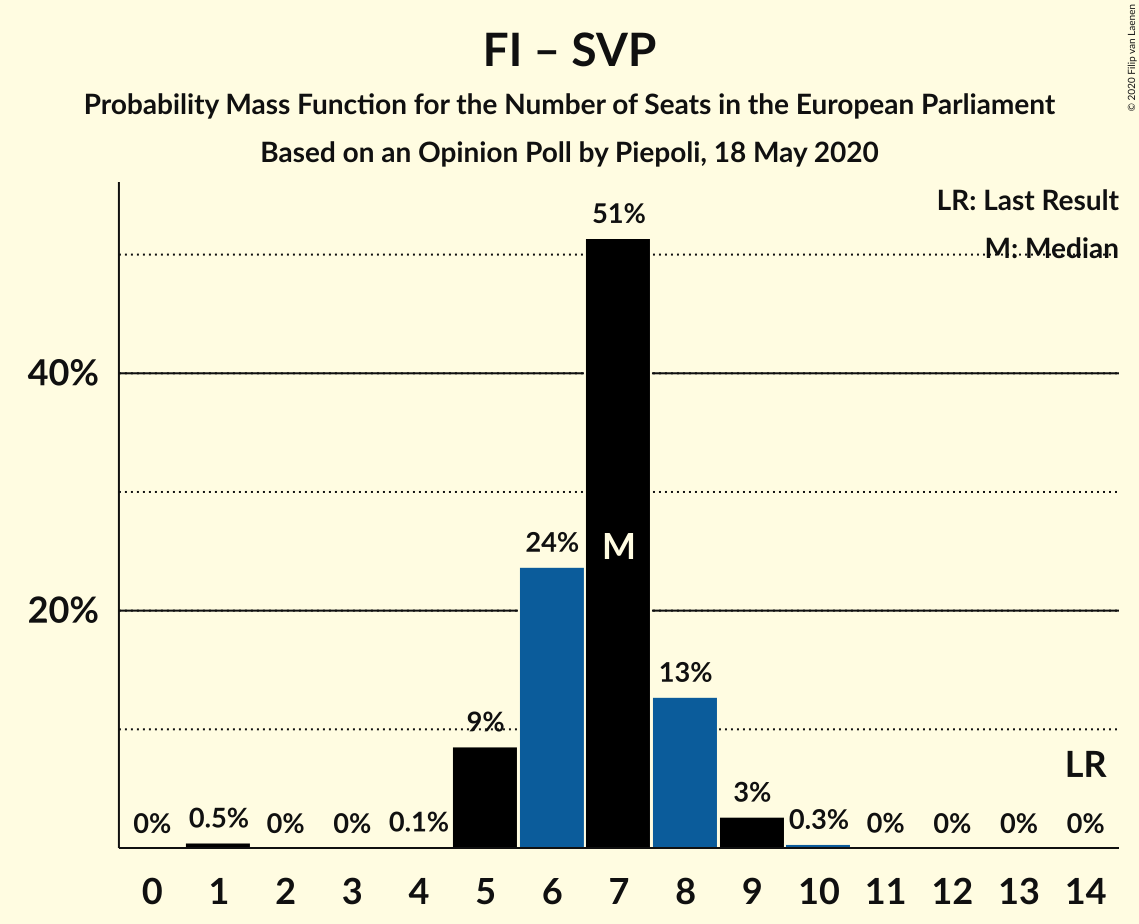 FI – SVP
Probability Mass Function for the Number of Seats in the European Parliament
Based on an Opinion Poll by Piepoli, 18 May 2020
© 2020 Filip van Laenen
LR: Last Result
M: Median
51%
40%
24%
M
20%
13%
9%
LR
3%
0% 0.5% 0% 0% 0.1% 0.3% 0% 0% 0% 0%
0 1 2 3 4 5 6 7 8 9 10 11 12 13 14